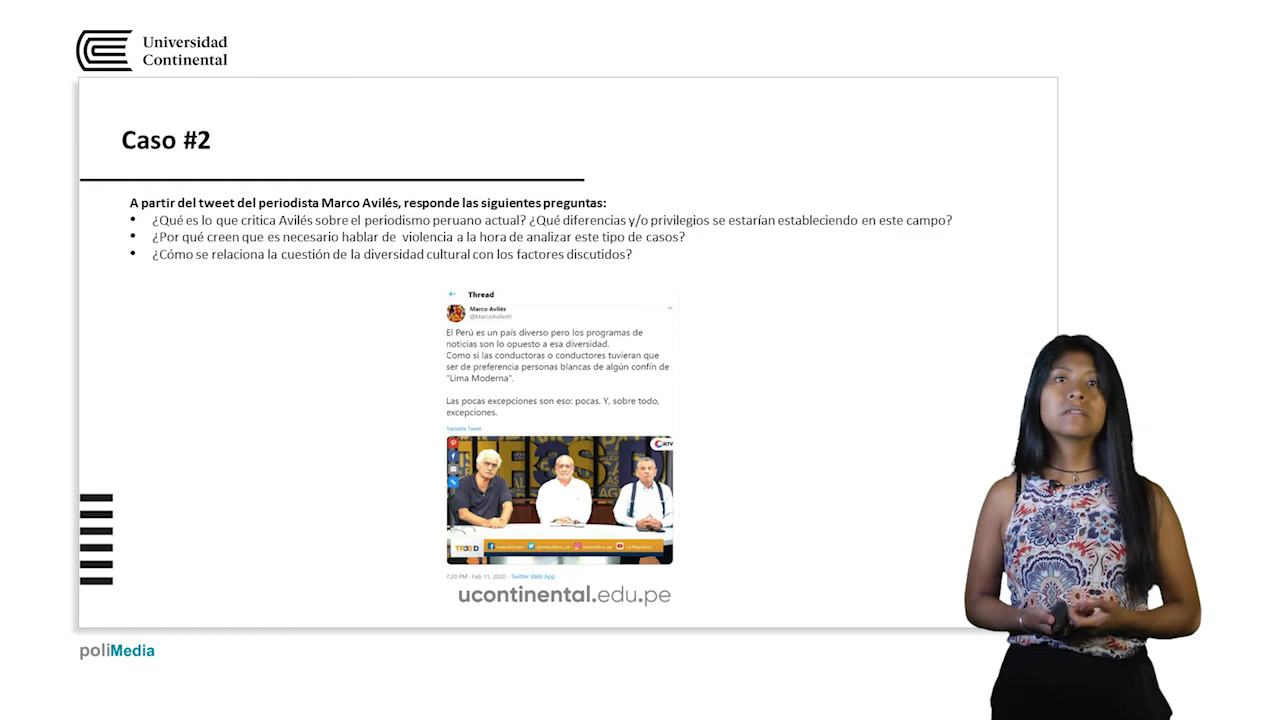 Universidad
Continental
Caso #2
A partir del tweet del periodista Marco Avilés, responde las siguientes preguntas:
• ¿Qué es lo que critica Avilés sobre el periodismo peruano actual? ¿Qué diferencias y/o privilegios se estarían estableciendo en este campo?
• ¿Por qué creen que es necesario hablar de violencia a la hora de analizar este tipo de casos?
• ¿Cómo se relaciona la cuestión de la diversidad cultural con los factores discutidos?
Thread
Marco Avilés
@MarcoAvilesH
El Perú es un país diverso pero los programas de
noticias son lo opuesto a esa diversidad.
Como si las conductoras o conductores tuvieran que
ser de preferencia personas blancas de algún confín de
"Lima Moderna".
Las pocas excepciones son eso: pocas. Y, sobre todo,
excepciones.
Translate Tweet
RTV
7:20 PM · Feb 11, 2020 · Twitter Web App
ucontinental.edu.pe
poliMedia